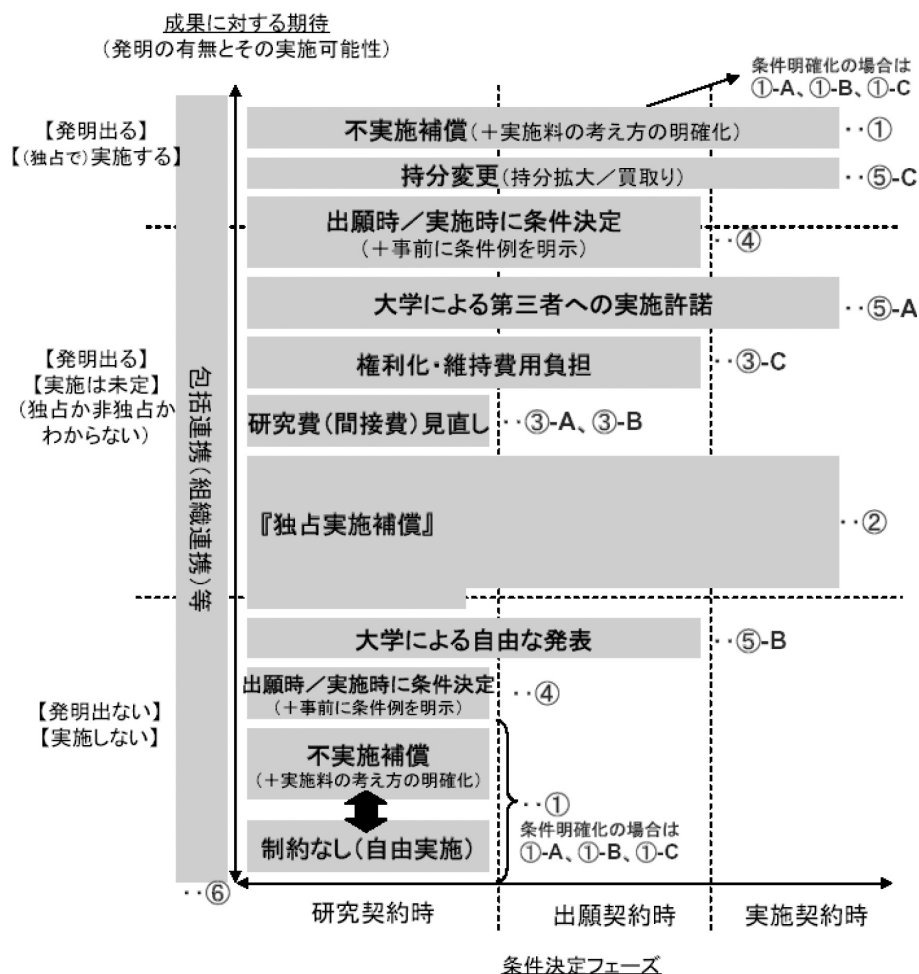 成果に対する期待
(発明の有無とその実施可能性)
条件明確化の場合は
①-A、①-B、①-C
【発明出る】
【(独占で)実施する】
不実施補償(＋実施料の考え方の明確化)
‥①
持分変更(持分拡大／買取り)
‥⑤-C
出願時／実施時に条件決定
(＋事前に条件例を明示)
‥④
大学による第三者への実施許諾
‥⑤-A
【発明出る】
【実施は未定】
(独占か非独占か
わからない)
権利化・維持費用負担
‥③-C
研究費(間接費)見直し
‥③-A、③-B
包括連携(組織連携)等
『独占実施補償』
‥②
大学による自由な発表
‥⑤-B
出願時／実施時に条件決定
(＋事前に条件例を明示)
‥④
【発明出ない】
【実施しない】
不実施補償
(＋実施料の考え方の明確化)
‥①
条件明確化の場合は
①-A、①-B、①-C
制約なし(自由実施)
‥⑥
研究契約時
出願契約時
実施契約時
条件決定フェーズ